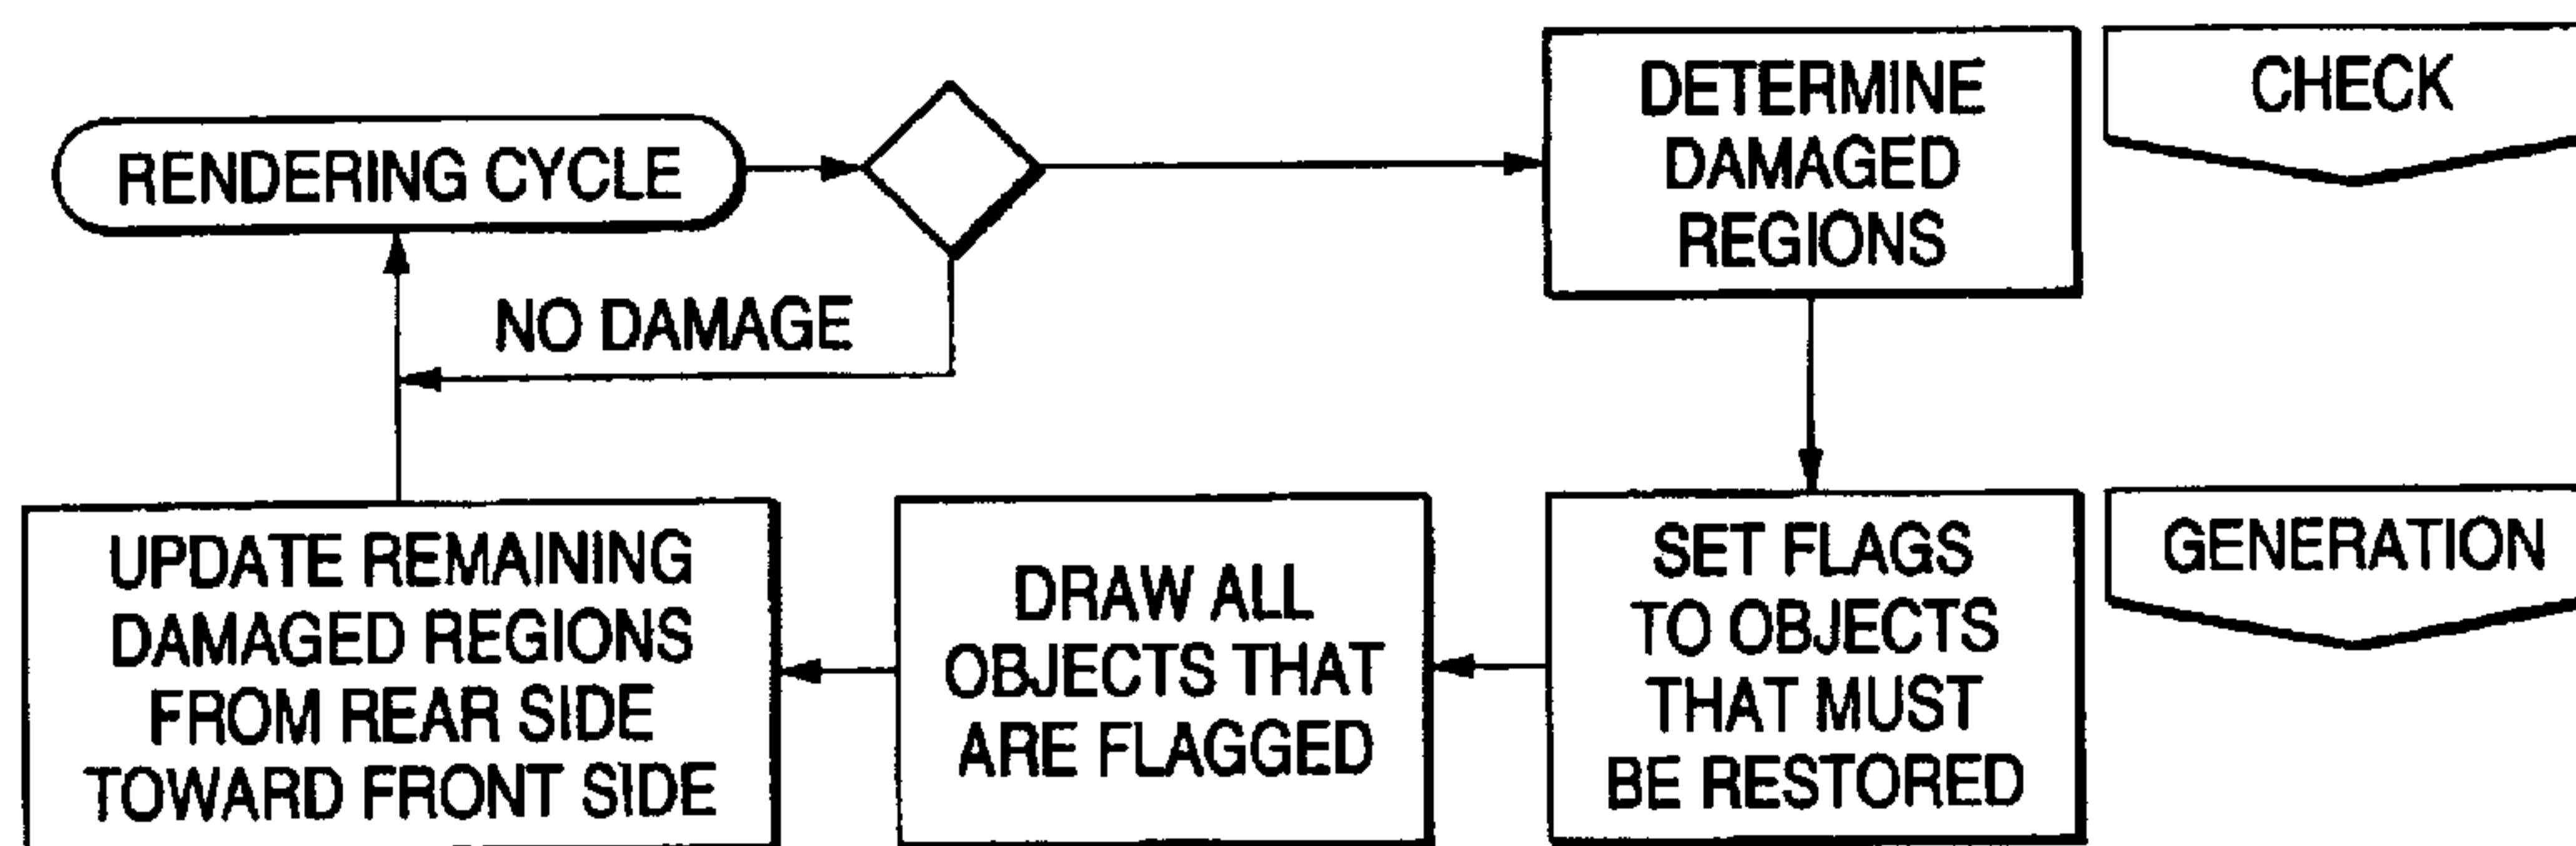 RENDERING CYCLE
NO DAMAGE
DETERMINE
DAMAGED
REGIONS
CHECK
UPDATE REMAINING
DAMAGED REGIONS
FROM REAR SIDE
TOWARD FRONT SIDE
DRAW ALL
OBJECTS THAT
ARE FLAGGED
SET FLAGS
TO OBJECTS
THAT MUST
BE RESTORED
GENERATION